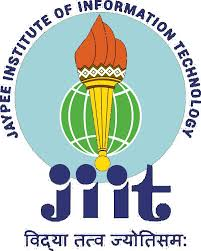 JAYPEE INSTITUTE OF INFORMATION TECHNOLOGY
jiit
विद्या तत्व ज्योतिसमः